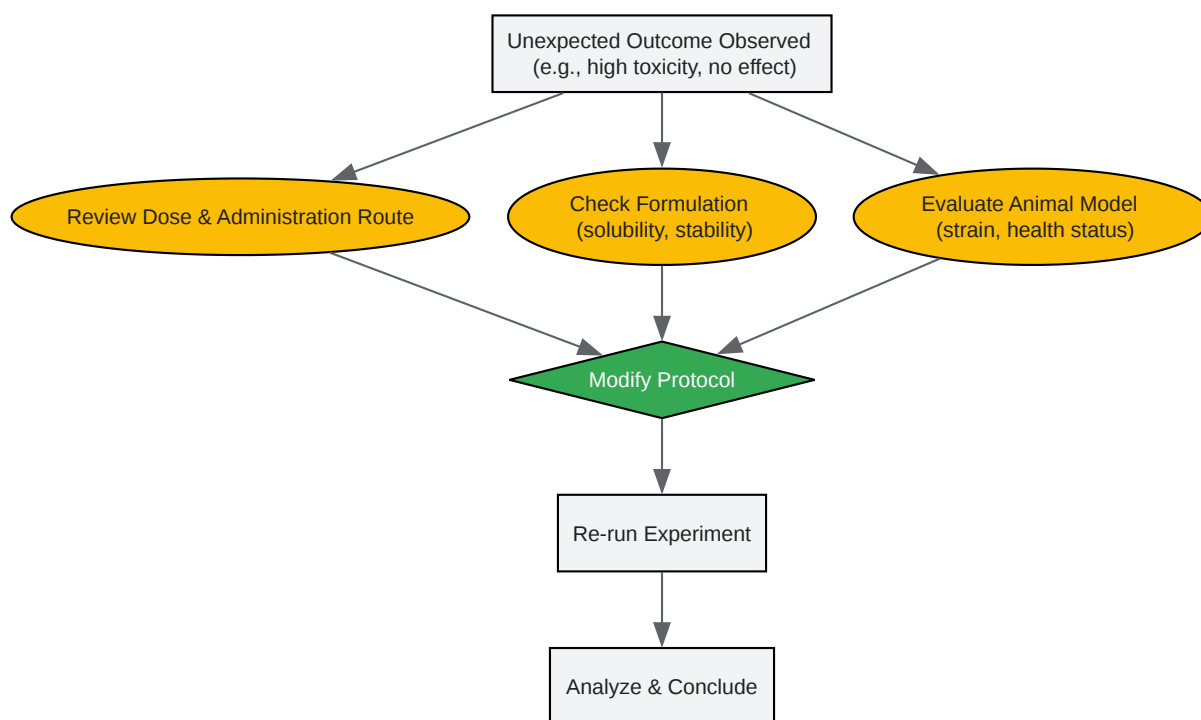 Unexpected Outcome Observed
(e.g., high toxicity, no effect)
Review Dose & Administration Route
Check Formulation
(solubility, stability)
Evaluate Animal Model
(strain, health status)
Modify Protocol
Re-run Experiment
Analyze & Conclude